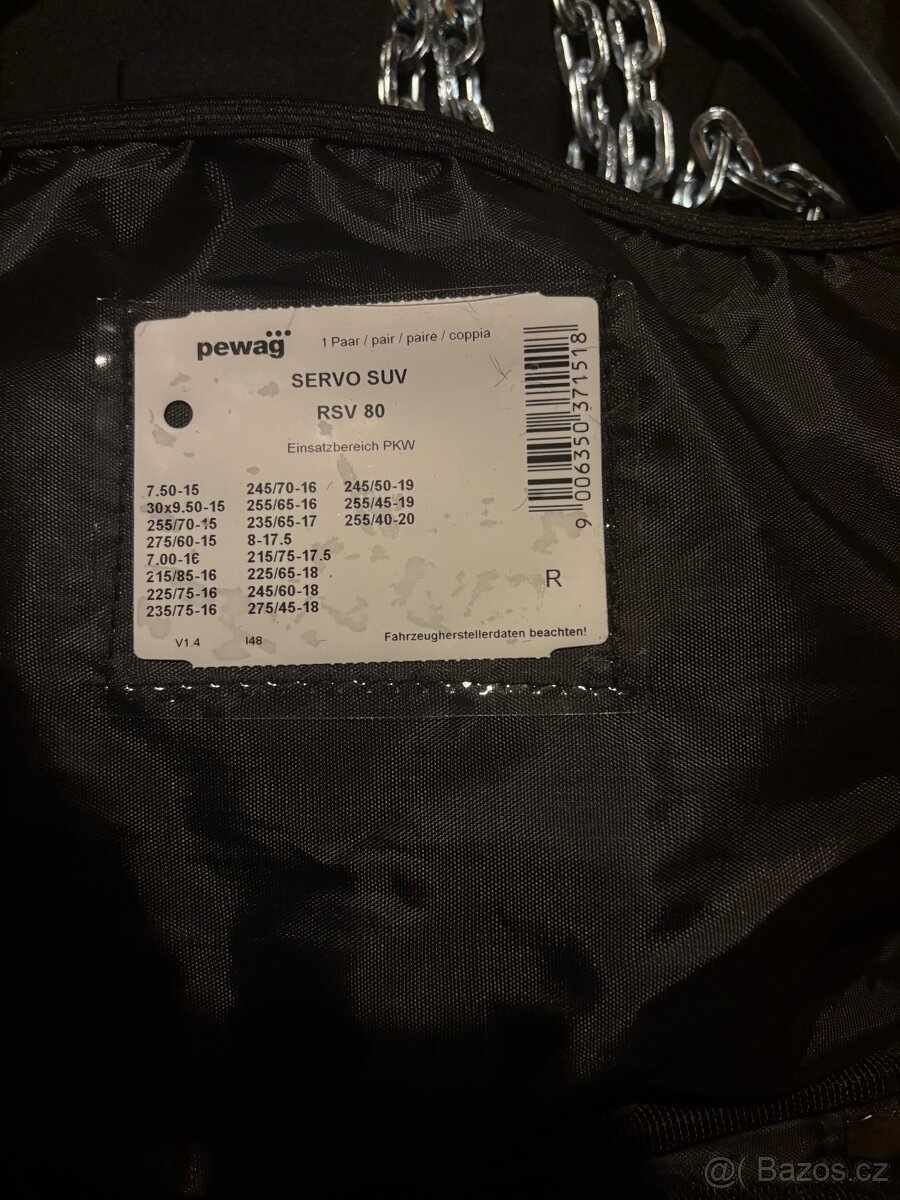 pewag 1 Paar / pair / paire / coppia
SERVO SUV
RSV 80
Einsatzbereich PKW
7.50-15 245/70-16 245/50-19
30x9.50-15 255/65-16 255/45-19
255/70-15 235/65-17 255/40-20
275/60-15 8-17.5
7.00-16 215/75-17.5
215/85-16 225/65-18
225/75-16 245/60-18
235/75-16 275/45-18
R
V1.4 I48 Fahrzeugherstellerdaten beachten!
9 006350 371518
@( Bazos.cz